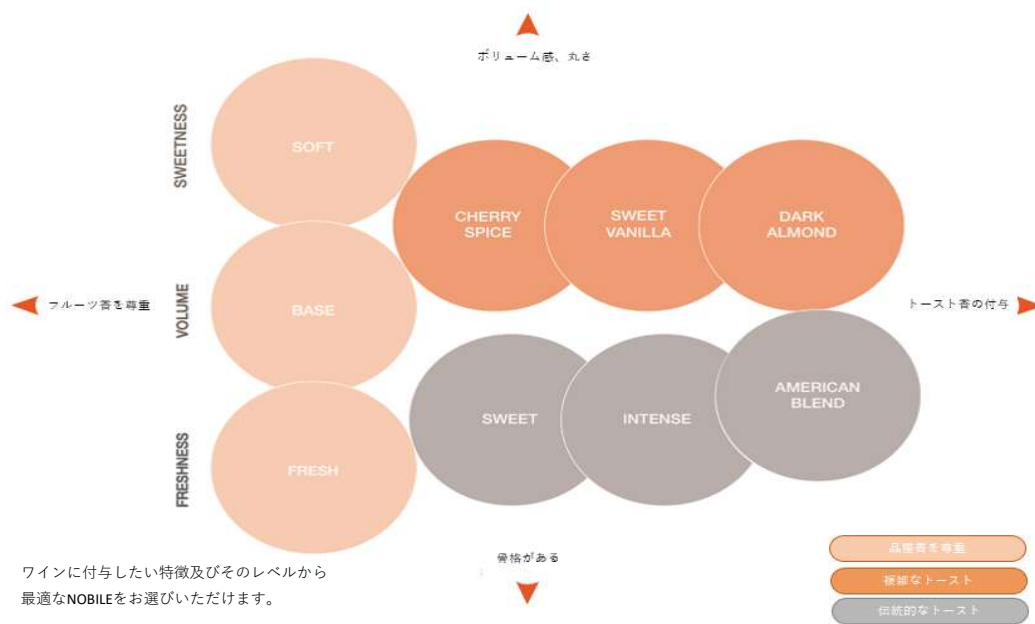 ボリューム感、丸さ
SWEETNESS
SOFT
CHERRY
SPICE
SWEET
VANILLA
DARK
ALMOND
フルーツ香を尊重
VOLUME
BASE
トースト香の付与
FRESHNESS
FRESH
SWEET
INTENSE
AMERICAN
BLEND
骨格がある
ワインに付与したい特徴及びそのレベルから
最適なNOBILEをお選びいただけます。
品種香を尊重
複雑なトースト
伝統的なトースト